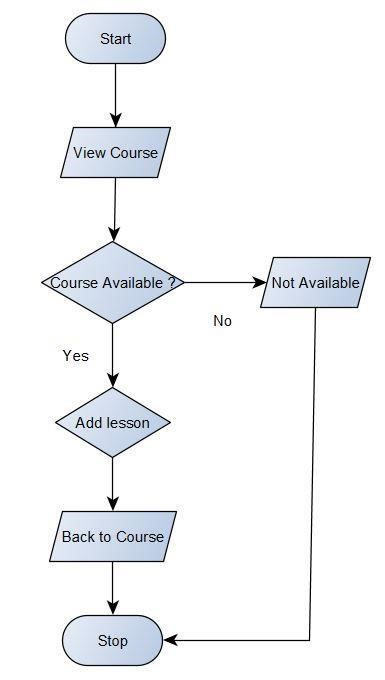 Start
View Course
Course Available ?
Not Available
No
Yes
Add lesson
Back to Course
Stop